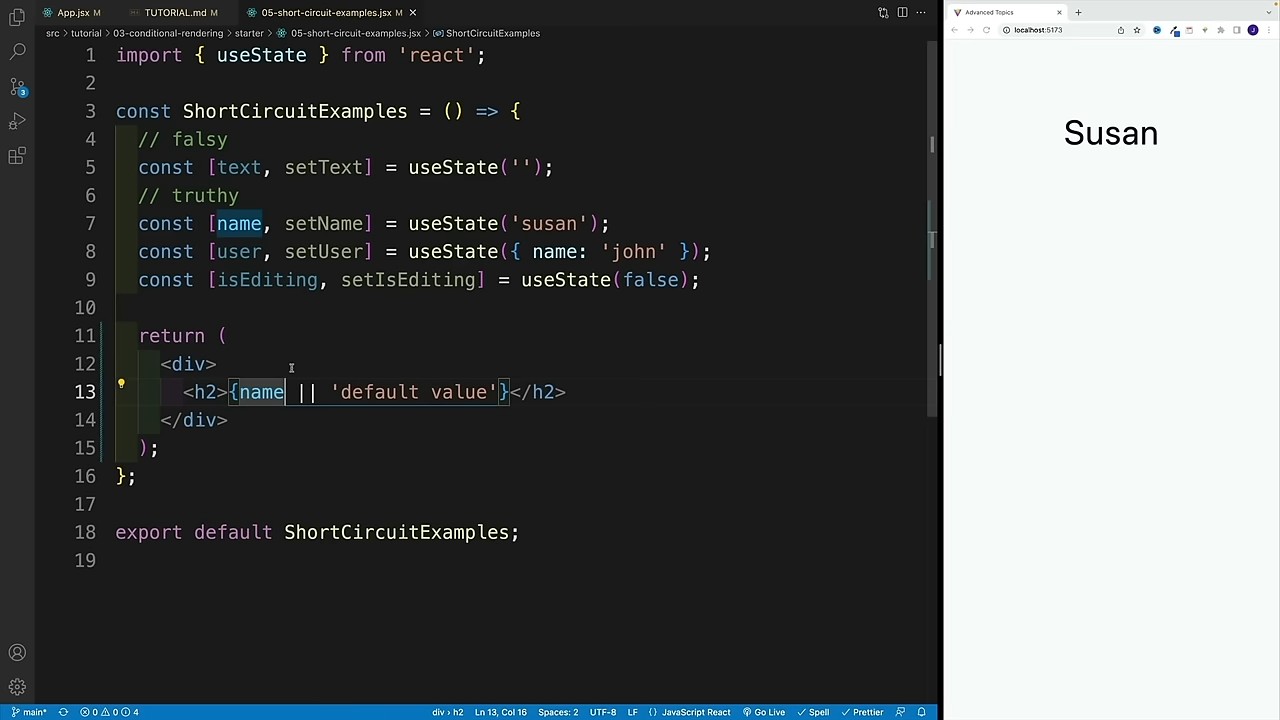 App.jsx M
TUTORIAL.md M
05-short-circuit-examples.jsx M
src > tutorial > 03-conditional-rendering > starter > 05-short-circuit-examples.jsx > ShortCircuitExamples
1 import { useState } from 'react';
2
3 const ShortCircuitExamples = () => {
4 // falsy
5 const [text, setText] = useState('');
6 // truthy
7 const [name, setName] = useState('susan');
8 const [user, setUser] = useState({ name: 'john' });
9 const [isEditing, setIsEditing] = useState(false);
10
11 return (
12 <div>
13 <h2>{name || 'default value'}</h2>
14 </div>
15 );
16 };
17
18 export default ShortCircuitExamples;
19
3
main* 0 0 4 div > h2 Ln 13, Col 16 Spaces: 2 UTF-8 LF {} JavaScript React Go Live Spell Prettier
Advanced Topics
localhost:5173
J
Susan